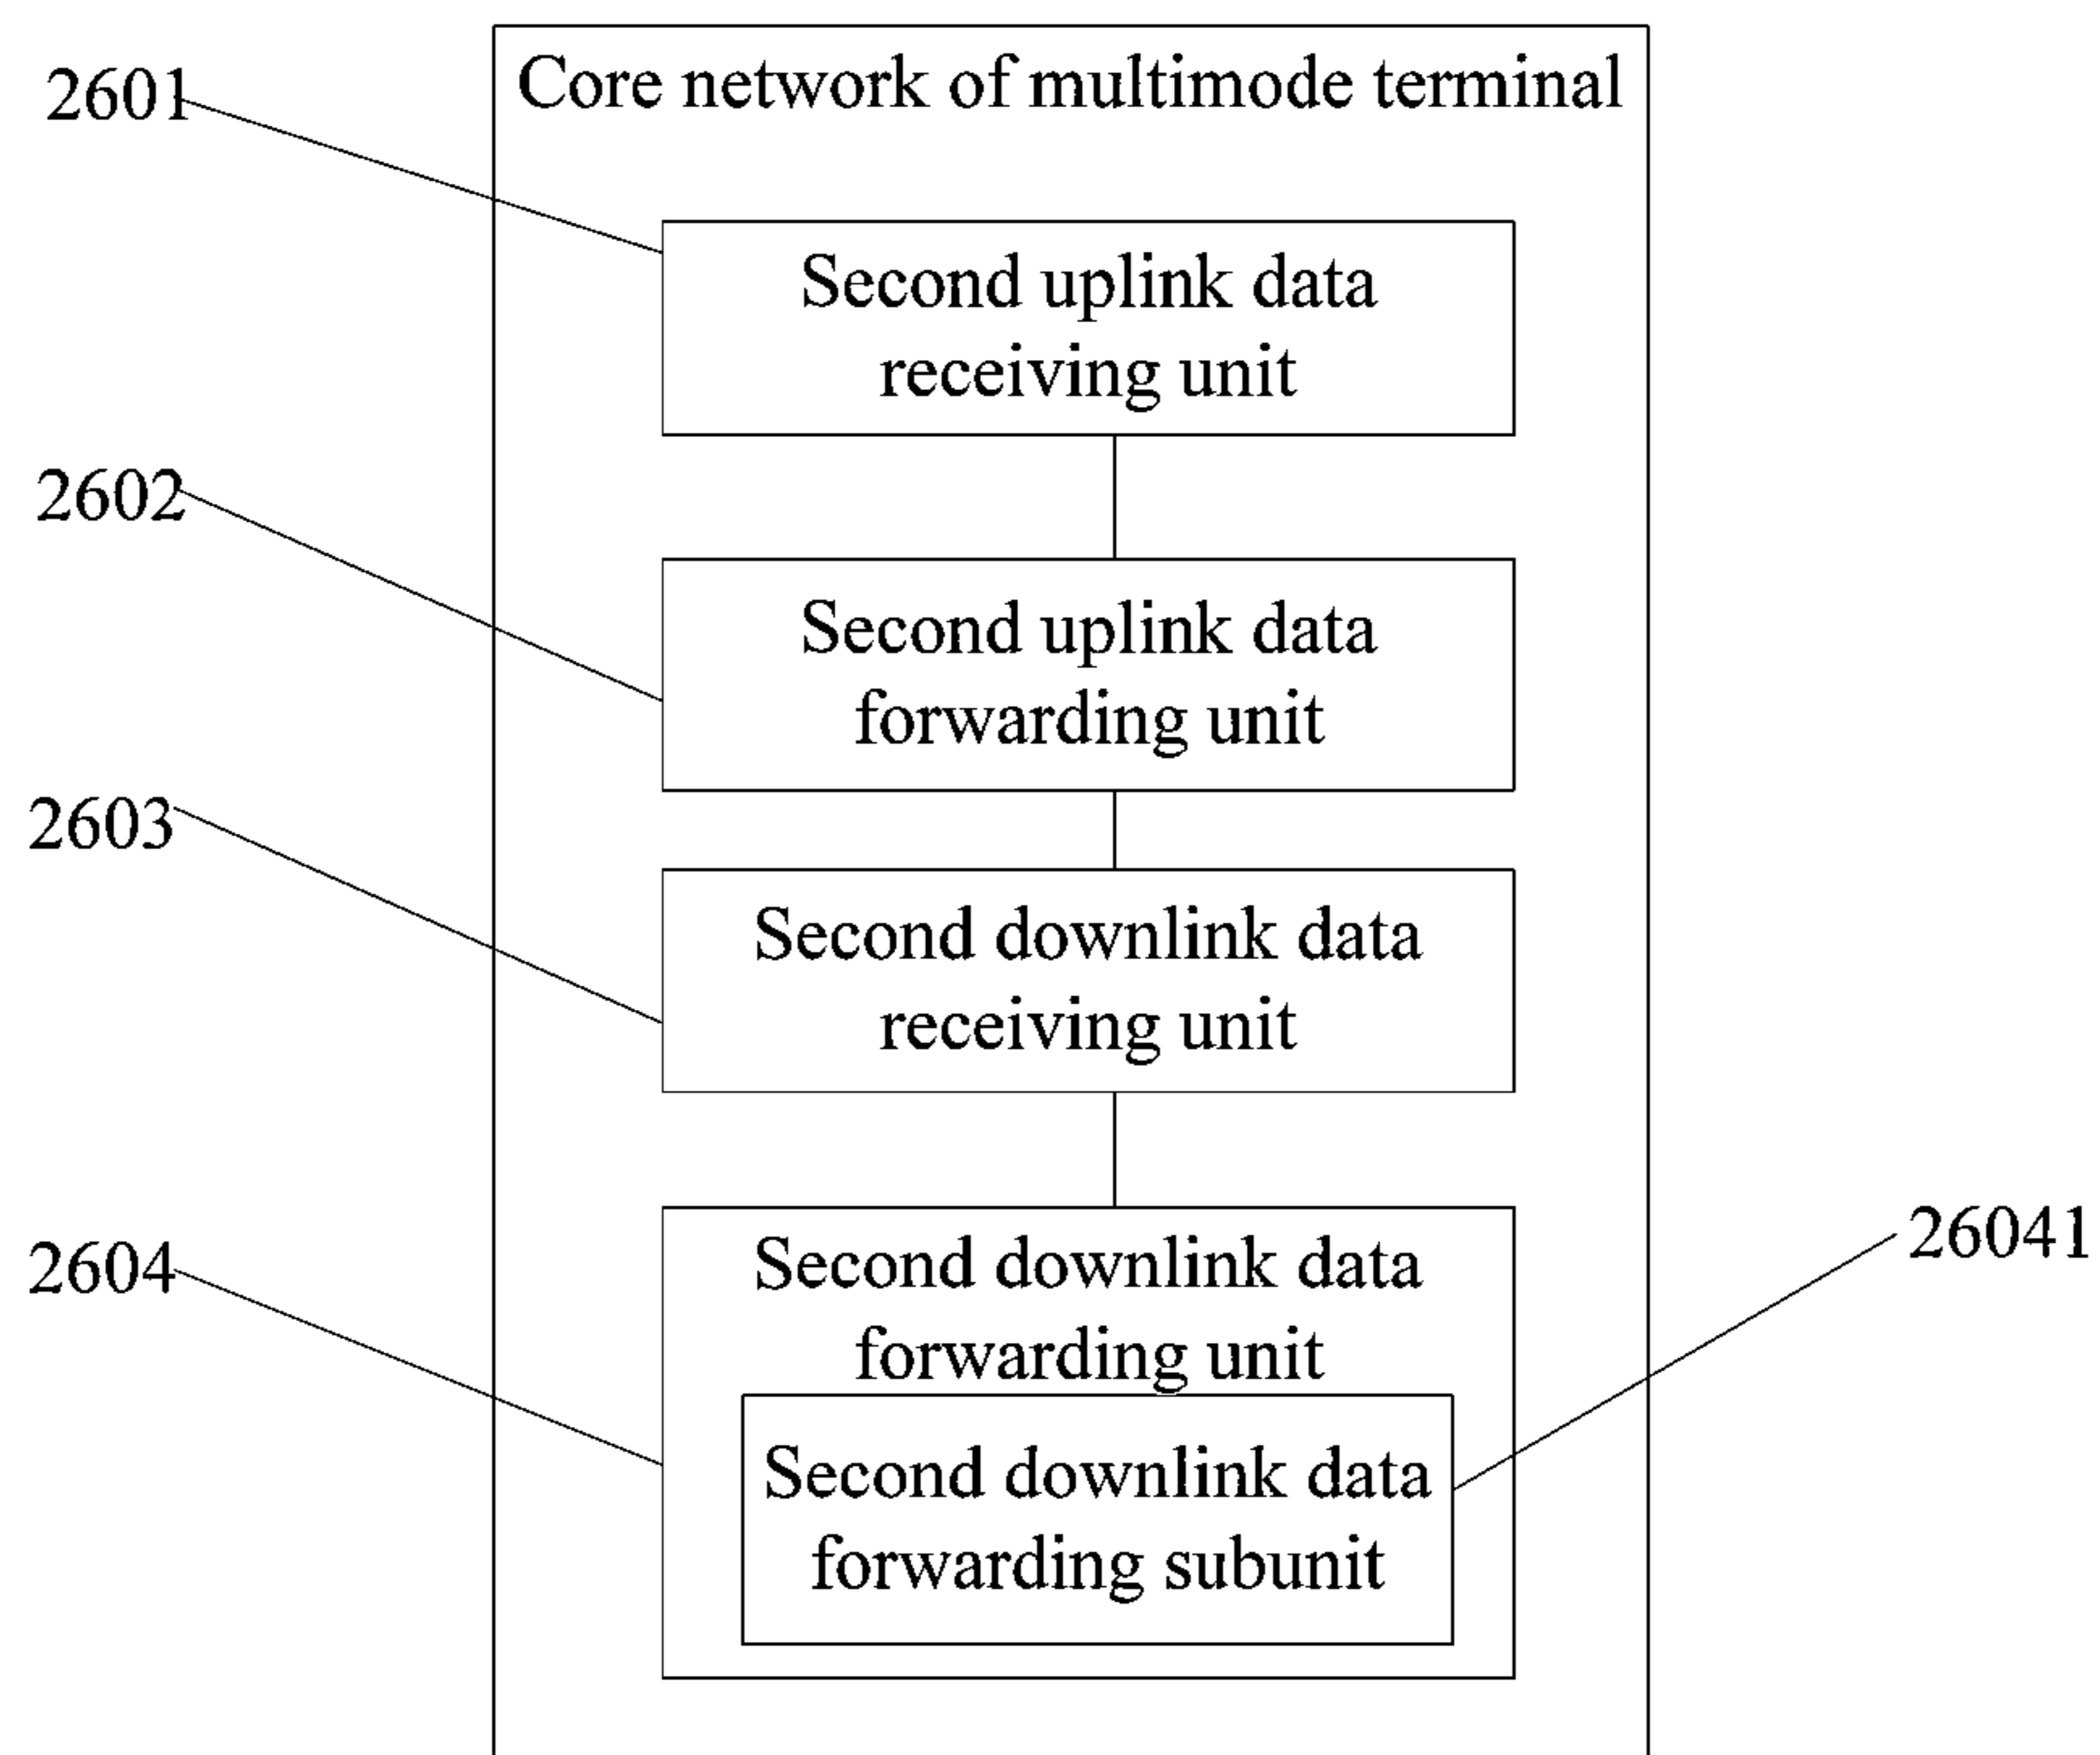 Core network of multimode terminal
2601
Second uplink data
receiving unit
2602
Second uplink data
forwarding unit
2603
Second downlink data
receiving unit
2604
Second downlink data
forwarding unit
26041
Second downlink data
forwarding subunit